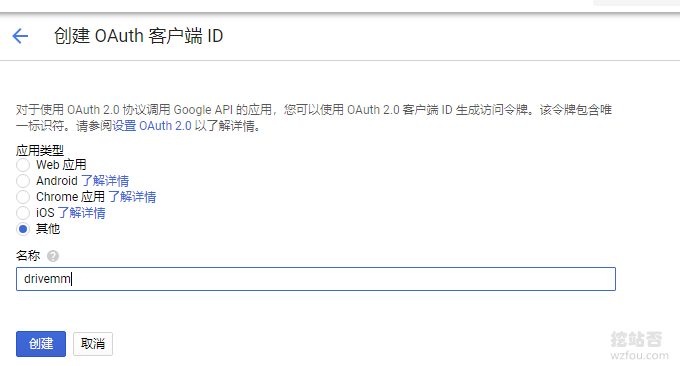 创建 OAuth 客户端 ID
对于使用 OAuth 2.0 协议调用 Google API 的应用，您可以使用 OAuth 2.0 客户端 ID 生成访问令牌。该令牌包含唯
一标识符。请参阅设置 OAuth 2.0 以了解详情。
应用类型
Web 应用
Android 了解详情
Chrome 应用 了解详情
iOS 了解详情
其他
名称 ?
drivemm
创建 取消
挖站否
wzfou.com